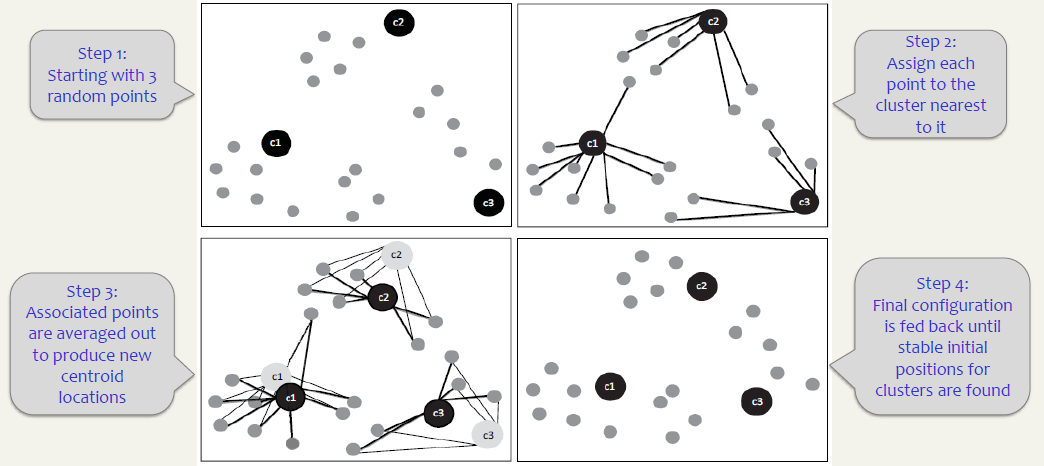 Step 1:
Starting with 3
random points
c2
c1
c3
c2
c1
c3
Step 2:
Assign each
point to the
cluster nearest
to it
Step 3:
Associated points
are averaged out
to produce new
centroid
locations
c2
c2
c1
c1
c3
c3
c2
c1
c3
Step 4:
Final configuration
is fed back until
stable initial
positions for
clusters are found